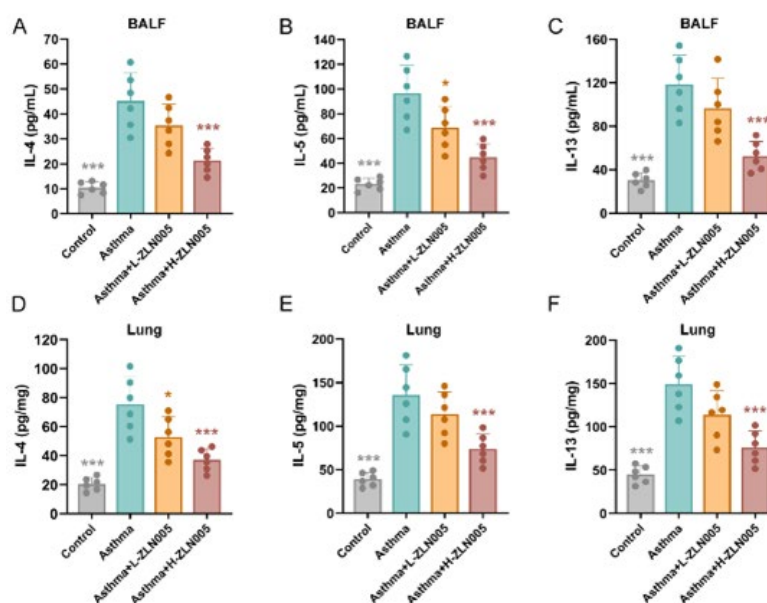 A
BALF
IL-4 (pg/mL)
70
60
50
40
30
20
10
0
***
***
Control
Asthma
Asthma+L-ZLN005
Asthma+H-ZLN005
B
BALF
IL-5 (pg/mL)
140
120
100
80
60
40
20
0
***
*
***
Control
Asthma
Asthma+L-ZLN005
Asthma+H-ZLN005
C
BALF
IL-13 (pg/mL)
160
120
80
40
0
***
***
Control
Asthma
Asthma+L-ZLN005
Asthma+H-ZLN005
D
Lung
IL-4 (pg/mg)
120
100
80
60
40
20
0
***
*
***
Control
Asthma
Asthma+L-ZLN005
Asthma+H-ZLN005
E
Lung
IL-5 (pg/mg)
200
150
100
50
0
***
***
Control
Asthma
Asthma+L-ZLN005
Asthma+H-ZLN005
F
Lung
IL-13 (pg/mg)
200
150
100
50
0
***
***
Control
Asthma
Asthma+L-ZLN005
Asthma+H-ZLN005